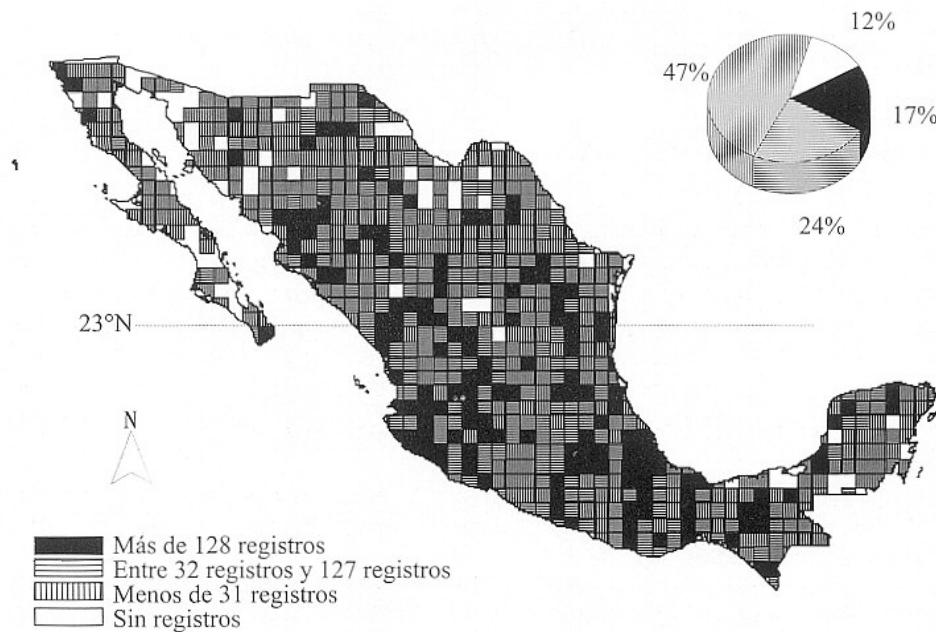 12%
47%
17%
24%
23°N
N
Más de 128 registros
Entre 32 registros y 127 registros
Menos de 31 registros
Sin registros